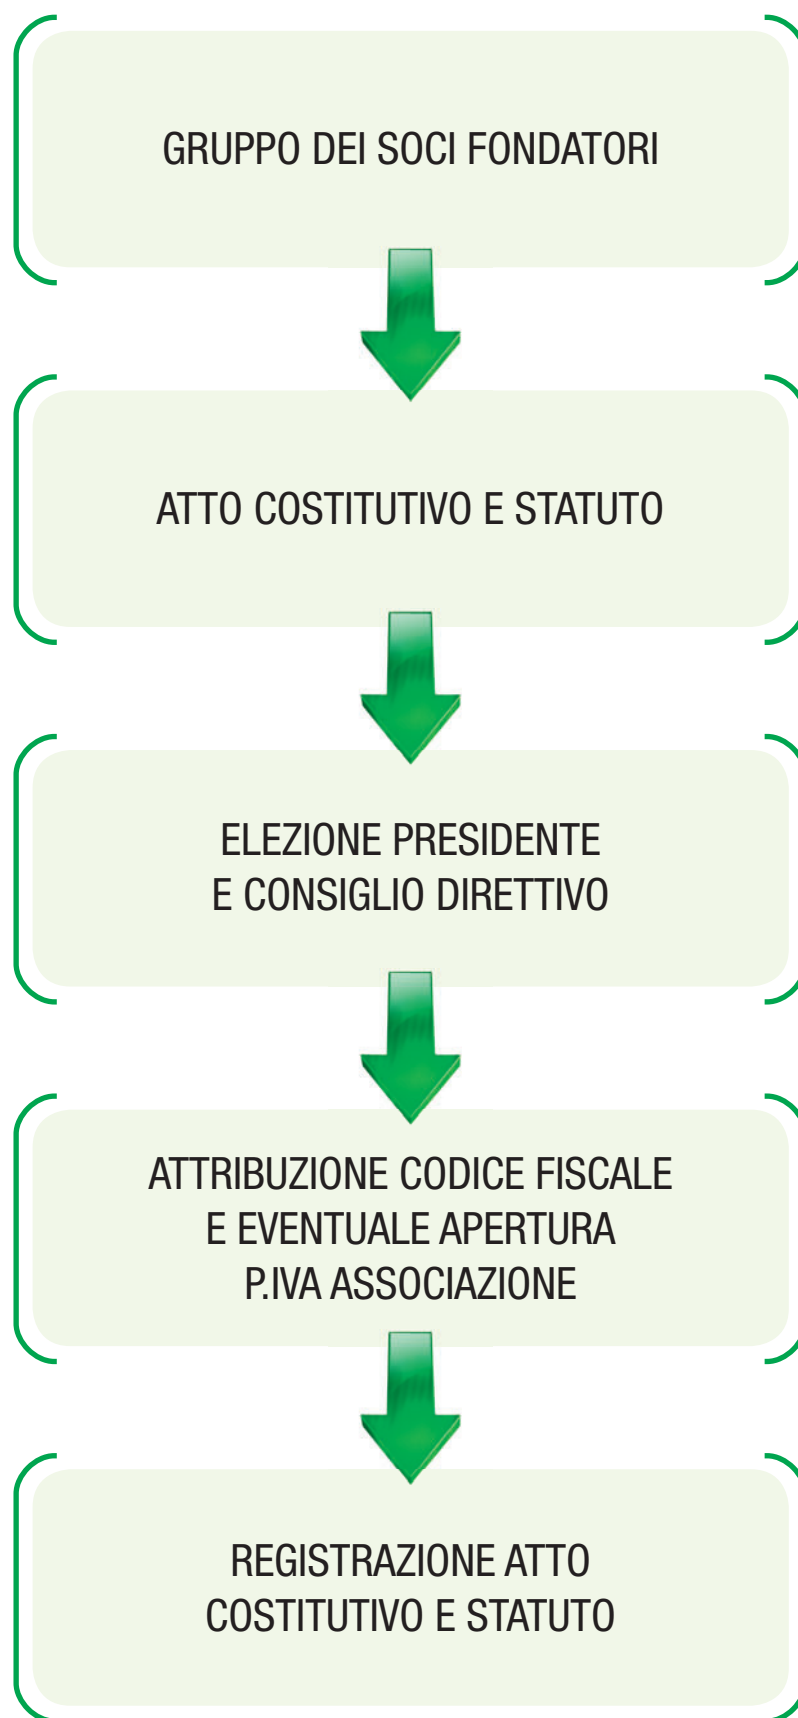 GRUPPO DEI SOCI FONDATORI
ATTO COSTITUTIVO E STATUTO
ELEZIONE PRESIDENTE
E CONSIGLIO DIRETTIVO
ATTRIBUZIONE CODICE FISCALE
E EVENTUALE APERTURA
P.IVA ASSOCIAZIONE
REGISTRAZIONE ATTO
COSTITUTIVO E STATUTO